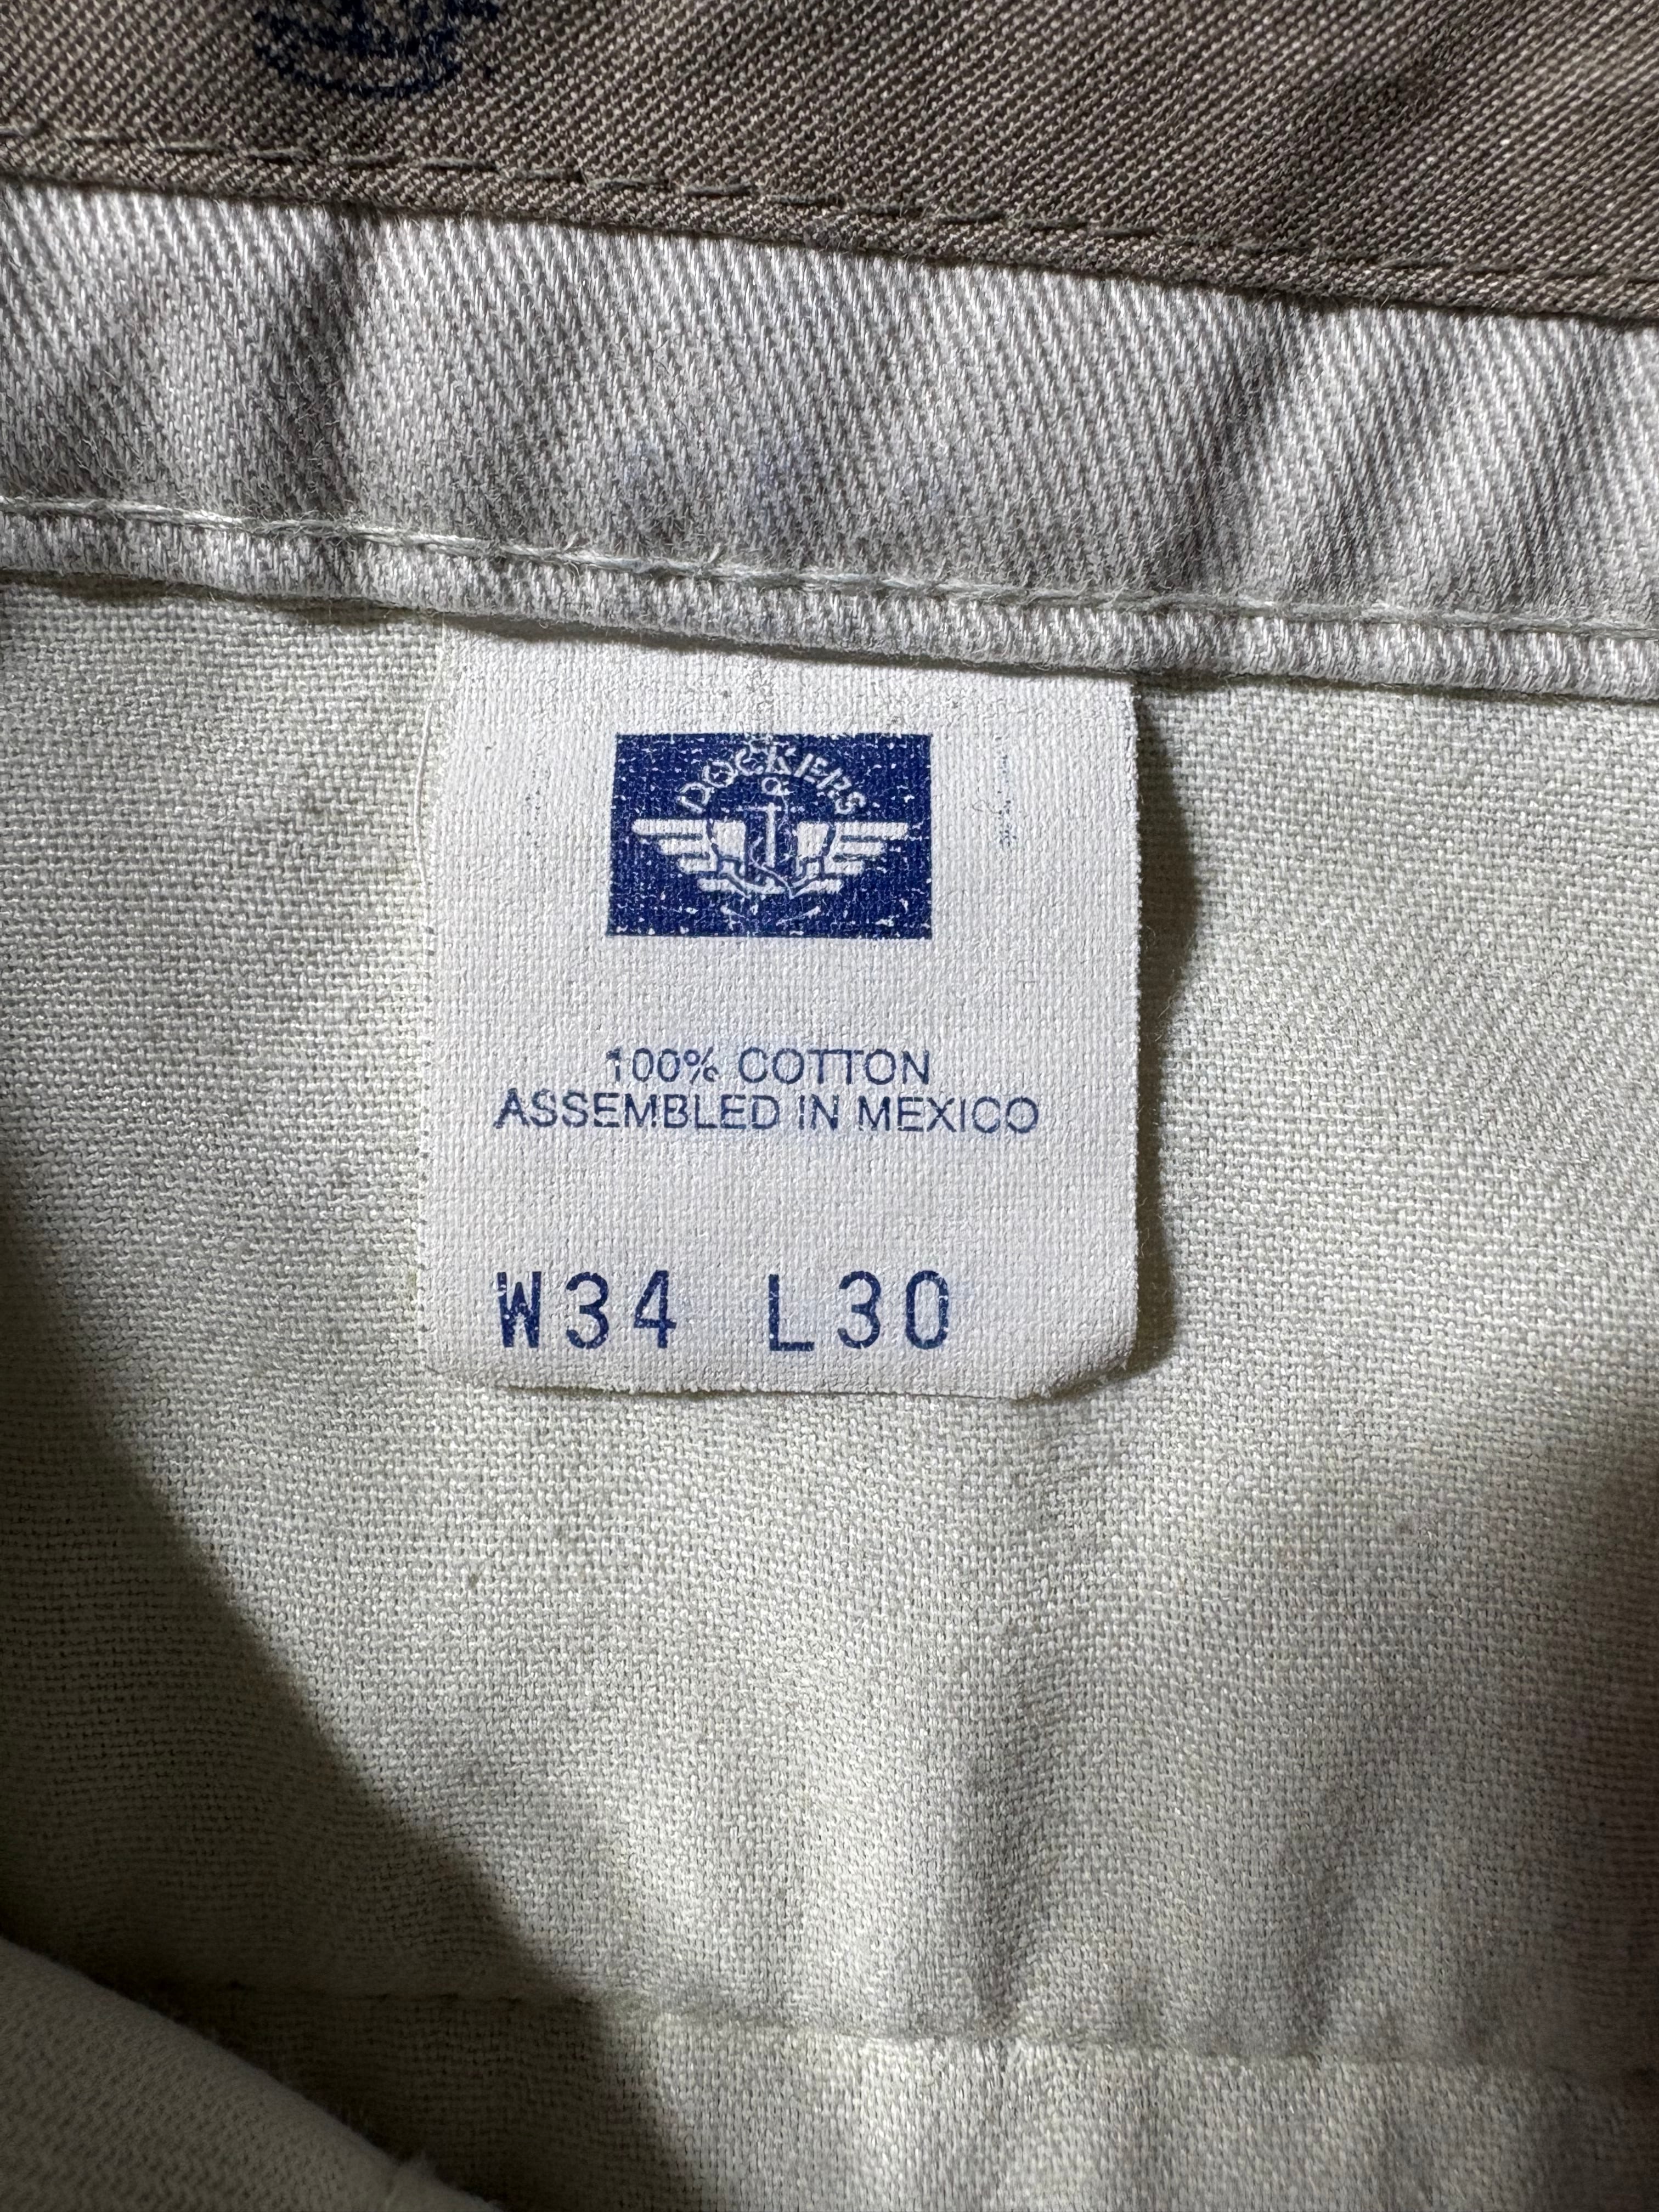 DOCKERS
100% COTTON
ASSEMBLED IN MEXICO
W34 L30